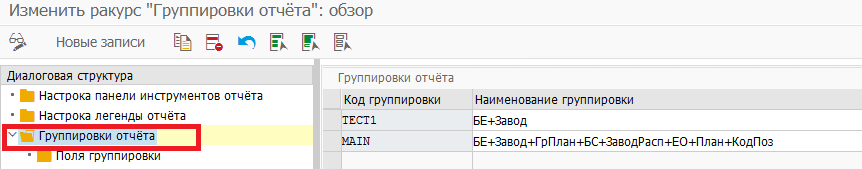 Изменить ракурс "Группировки отчёта": обзор
Новые записи
Диалоговая структура
Настрока панели инструментов отчёта
Настрока легенды отчёта
Группировки отчёта
Поля группировки
Группировки отчёта
Код группировки Наименование группировки
ТЕСТ1 БЕ+Завод
MAIN БЕ+Завод+ГрПлан+БС+ЗаводРасп+ЕО+План+КодПоз